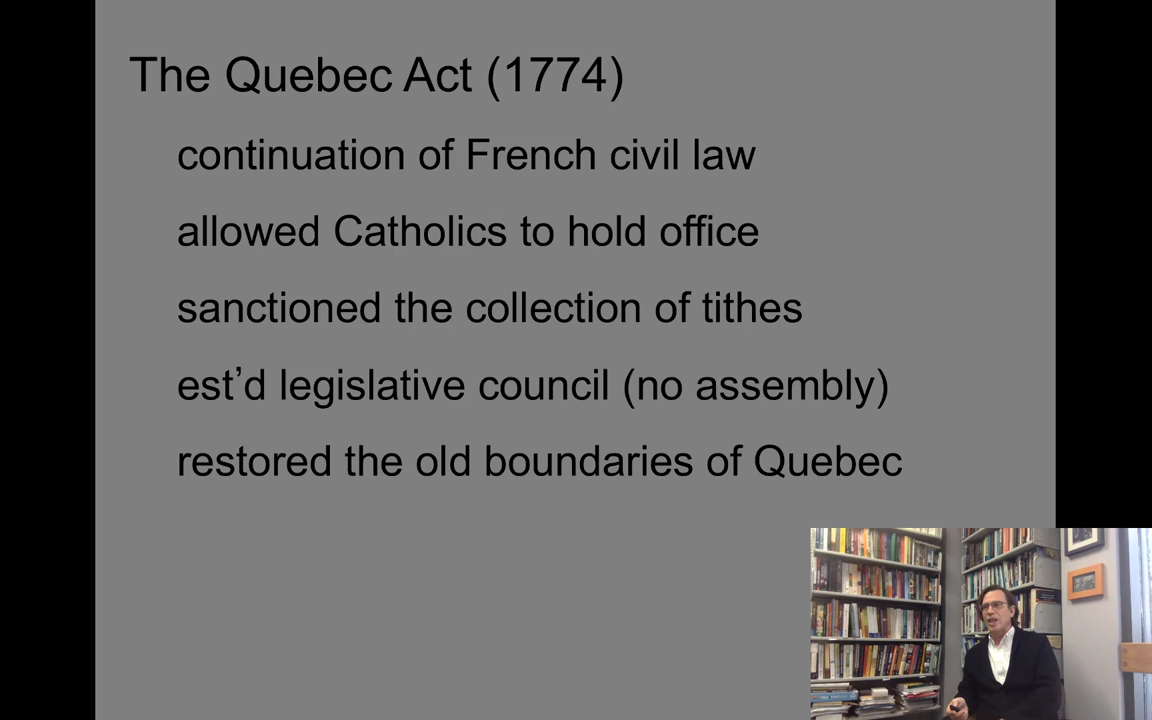 The Quebec Act (1774)
continuation of French civil law
allowed Catholics to hold office
sanctioned the collection of tithes
est’d legislative council (no assembly)
restored the old boundaries of Quebec